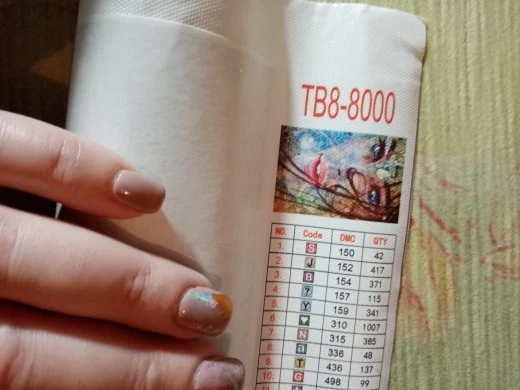 TB8-8000
NO. Code DMC QTY
1. S 150 42
2. J 152 417
3. B 154 371
4. ? 157 115
5. Y 159 341
6. ♥ 310 1007
7. N 315 385
8. a 336 48
9. T 436 137
10. G 498 99